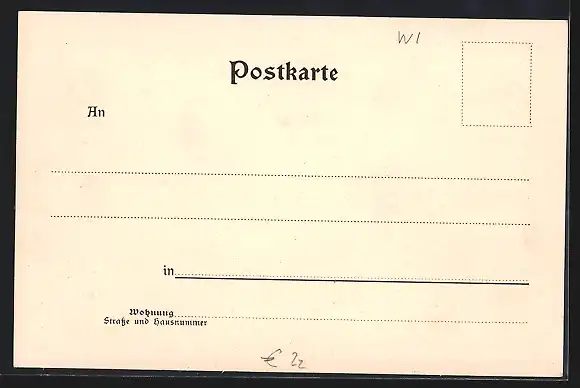 W1
Postkarte
An
in
Wohnung
Straße und Hausnummer
€ 22